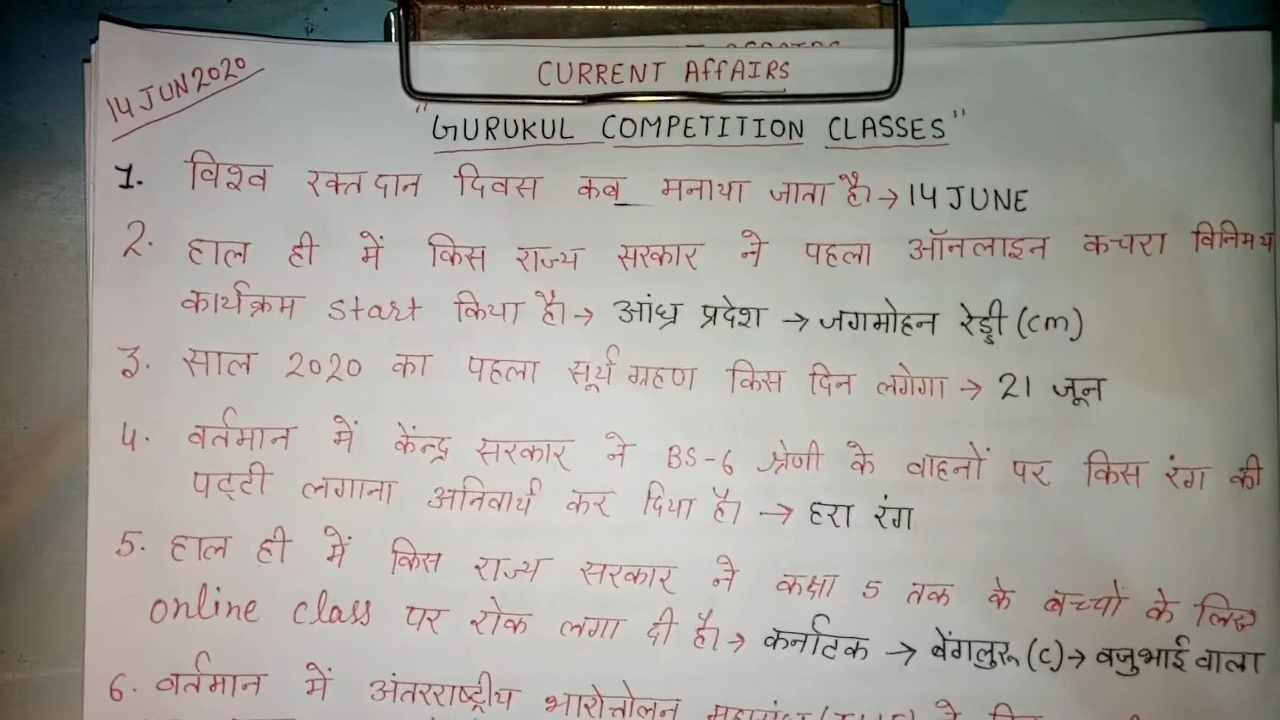 14 JUN 2020
CURRENT AFFAIRS
"GURUKUL COMPETITION CLASSES"
1. विश्व रक्तदान दिवस कब मनाया जाता है। → 14 JUNE
2. हाल ही में किस राज्य सरकार ने पहला ऑनलाइन कचरा विनिमय
कार्यक्रम start किया है। → आंध्र प्रदेश → जगमोहन रेड्डी (cm)
3. साल 2020 का पहला सूर्य ग्रहण किस दिन लगेगा → 21 जून
4. वर्तमान में केंन्द्र सरकार ने BS-6 श्रेणी के वाहनों पर किस रंग की
पट्टी लगाना अनिवार्य कर दिया है। → हरा रंग
5. हाल ही में किस राज्य सरकार ने कक्षा 5 तक के बच्चों के लिए
online class पर रोक लगा दी है। → कर्नाटक → बेंगलुरू (c) → वजुभाई वाला
6. वर्तमान में अंतरराष्ट्रीय भारोत्तोलन